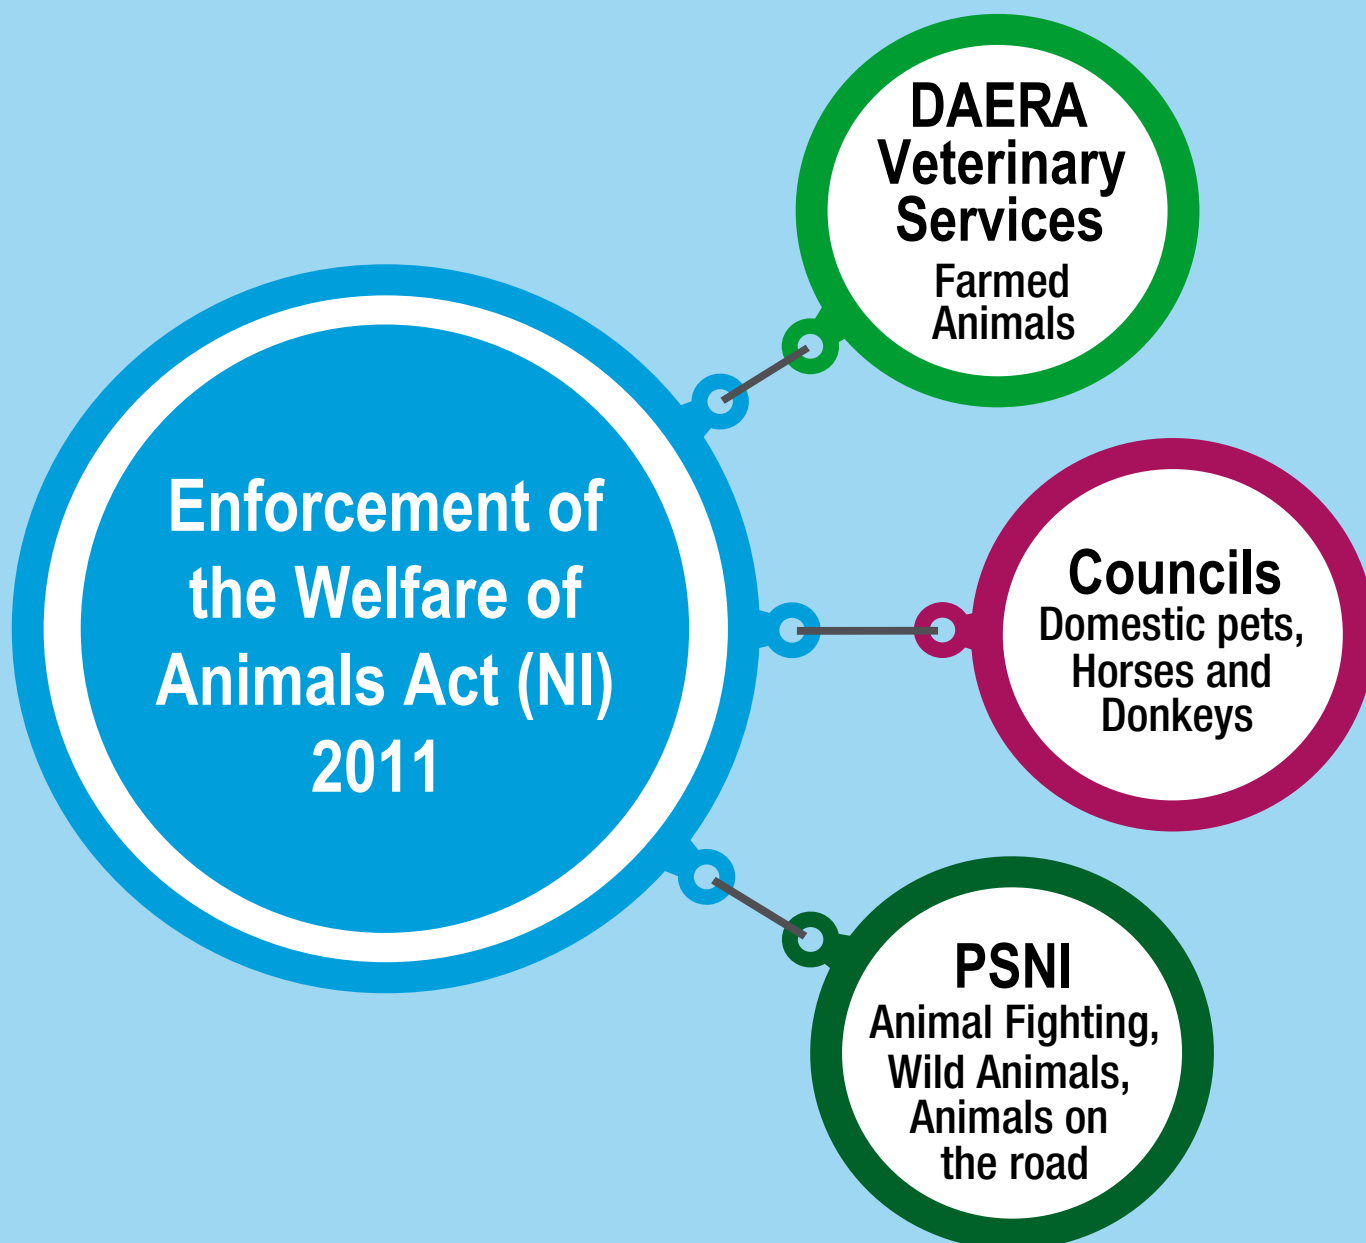 Enforcement of
the Welfare of
Animals Act (NI)
2011
DAERA
Veterinary
Services
Farmed
Animals
Councils
Domestic pets,
Horses and
Donkeys
PSNI
Animal Fighting,
Wild Animals,
Animals on
the road